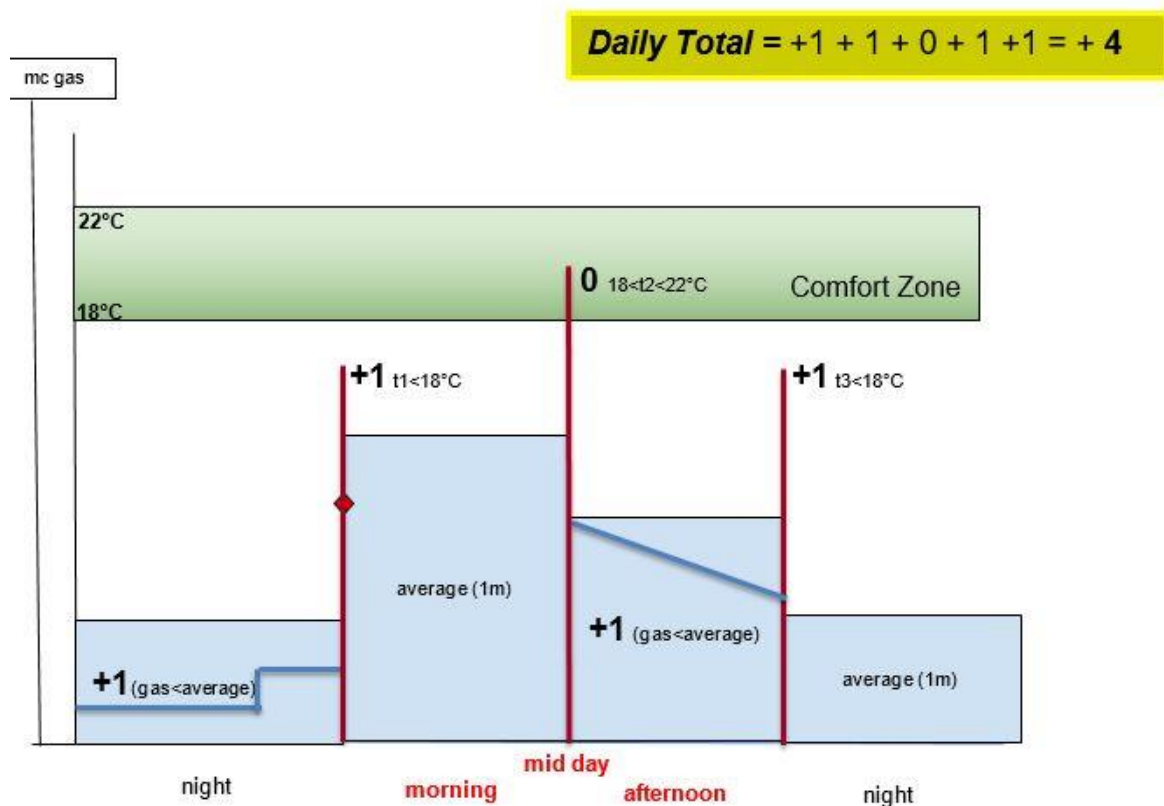 Daily Total = +1 + 1 + 0 + 1 +1 = + 4
mc gas
22°C
0 18<t2<22°C
Comfort Zone
18°C
+1 t1<18°C
+1 t3<18°C
average (1m)
+1 (gas<average)
+1 (gas<average)
average (1m)
mid day
night
morning
afternoon
night